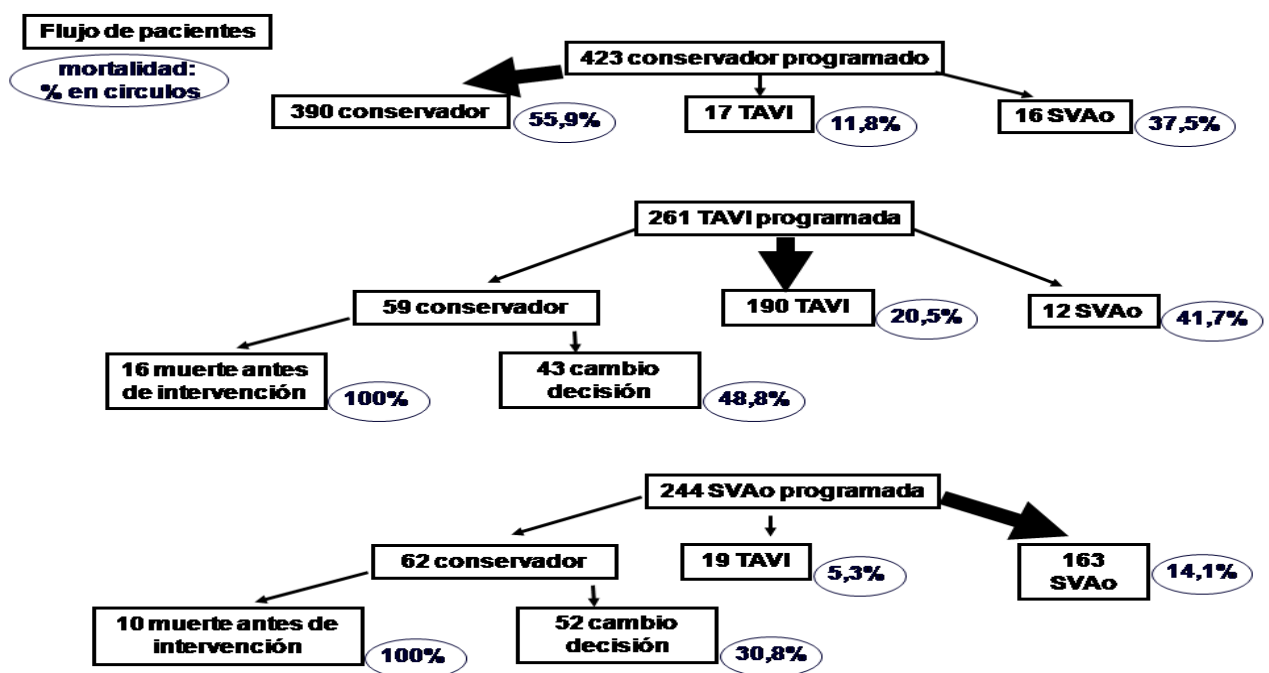 Flujo de pacientes
mortalidad:
% en circulos
423 conservador programado
390 conservador
55,9%
17 TAVI
11,8%
16 SVAo
37,5%
261 TAVI programada
59 conservador
190 TAVI
20,5%
12 SVAo
41,7%
16 muerte antes
de intervención
100%
43 cambio
decisión
48,8%
244 SVAo programada
62 conservador
19 TAVI
5,3%
163
SVAo
14,1%
10 muerte antes de
intervención
100%
52 cambio
decisión
30,8%